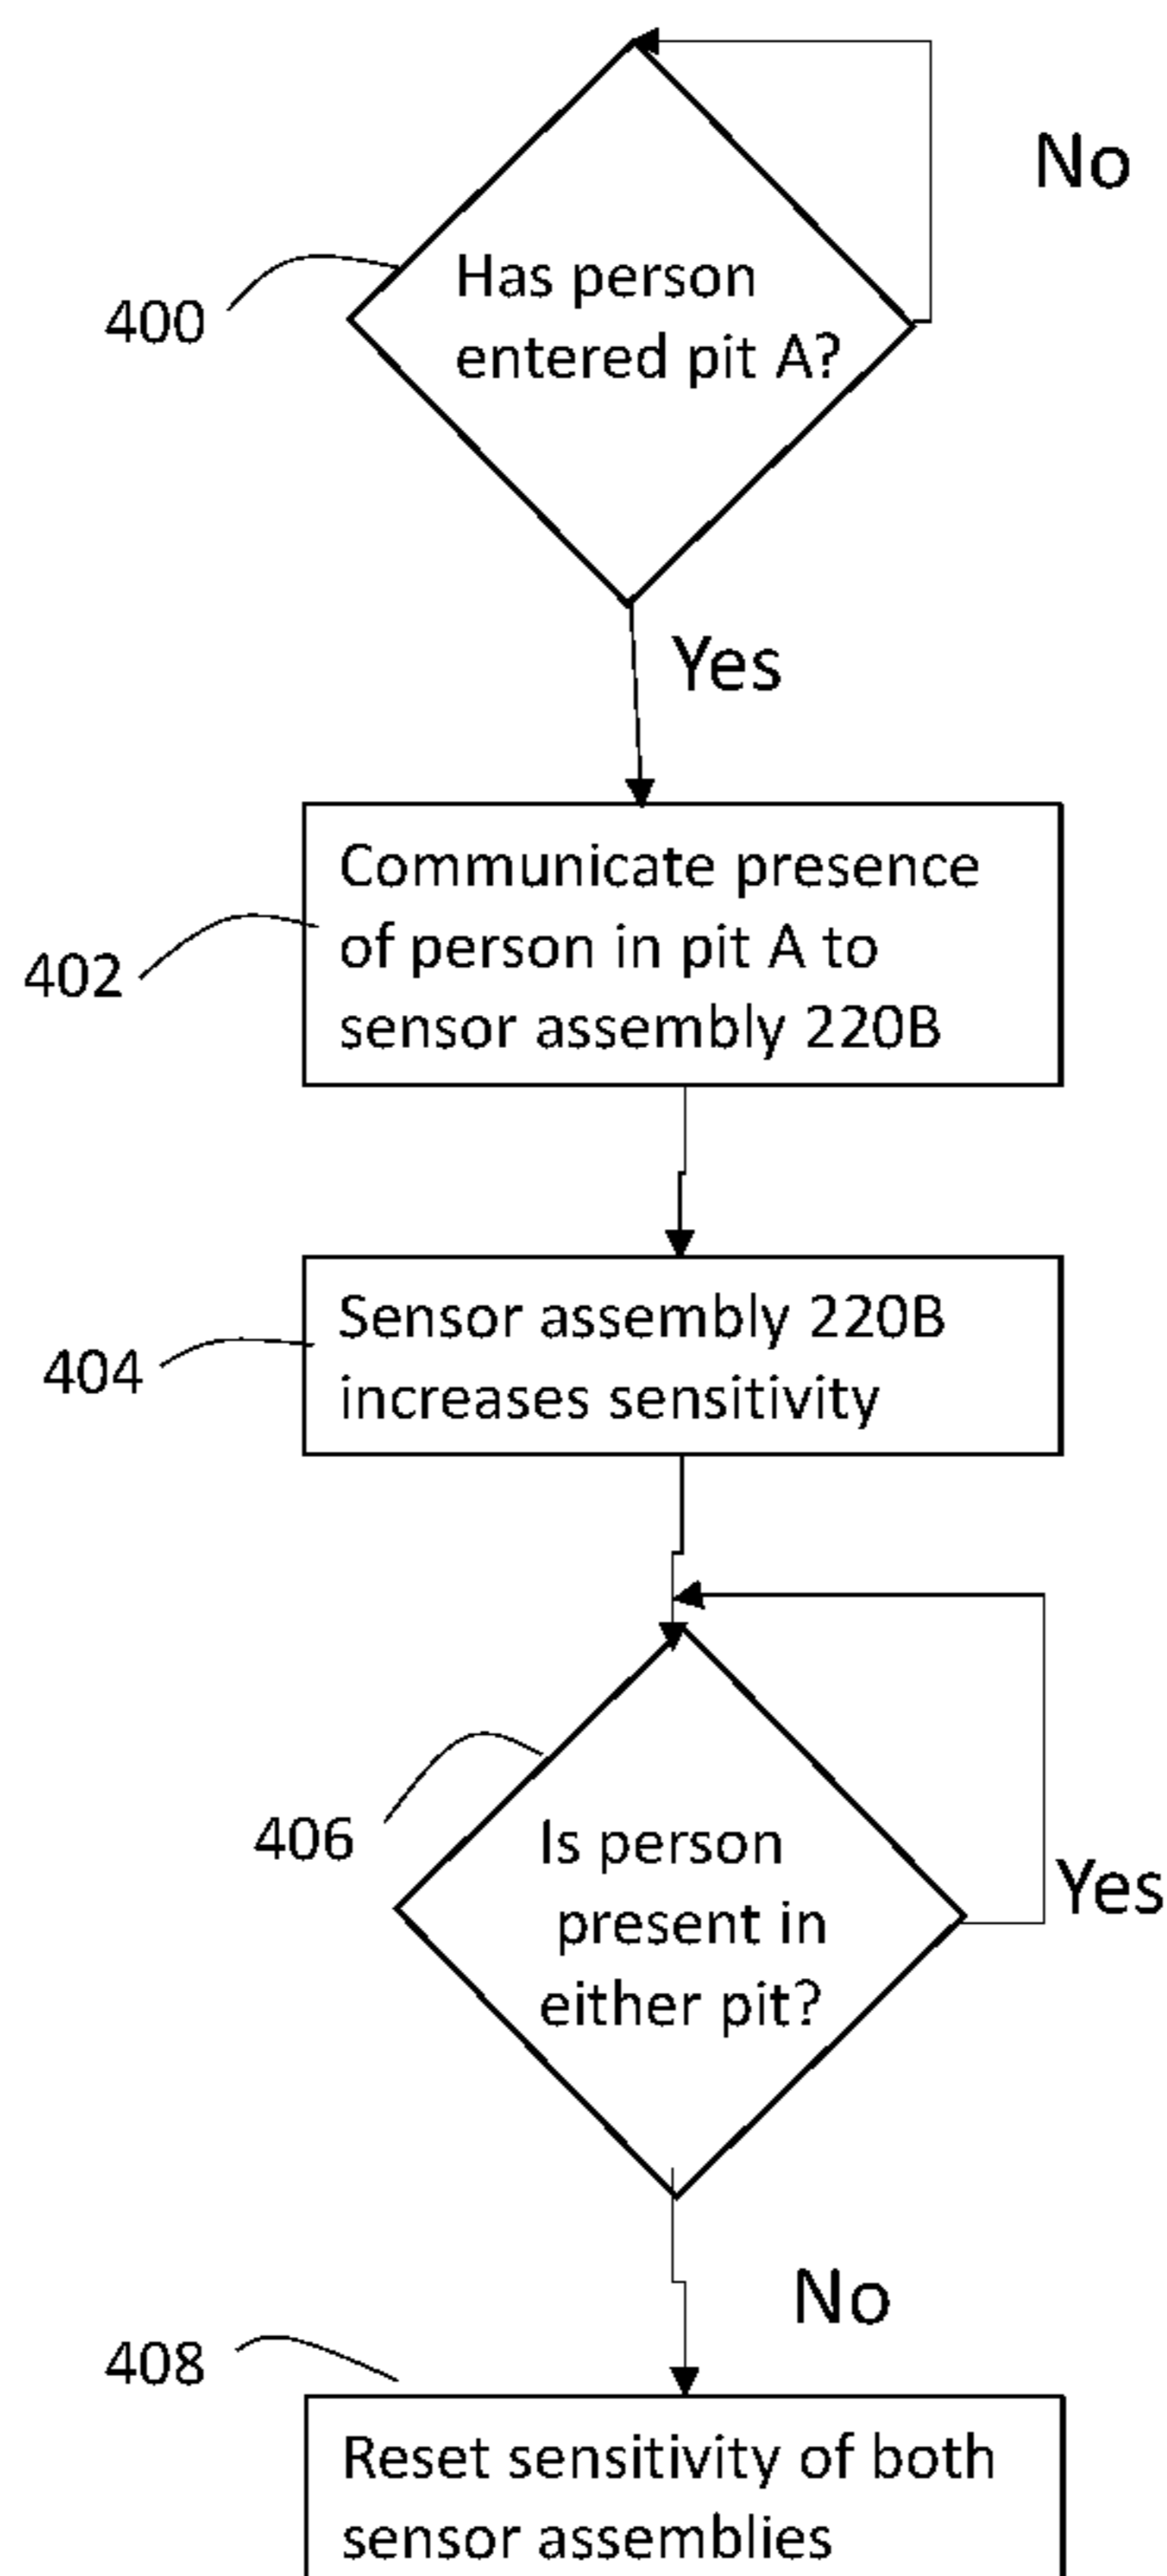 No
Has person
entered pit A?
400
Yes
Communicate presence
of person in pit A to
sensor assembly 220B
402
Sensor assembly 220B
increases sensitivity
404
Is person
present in
either pit?
406
Yes
No
408
Reset sensitivity of both
sensor assemblies